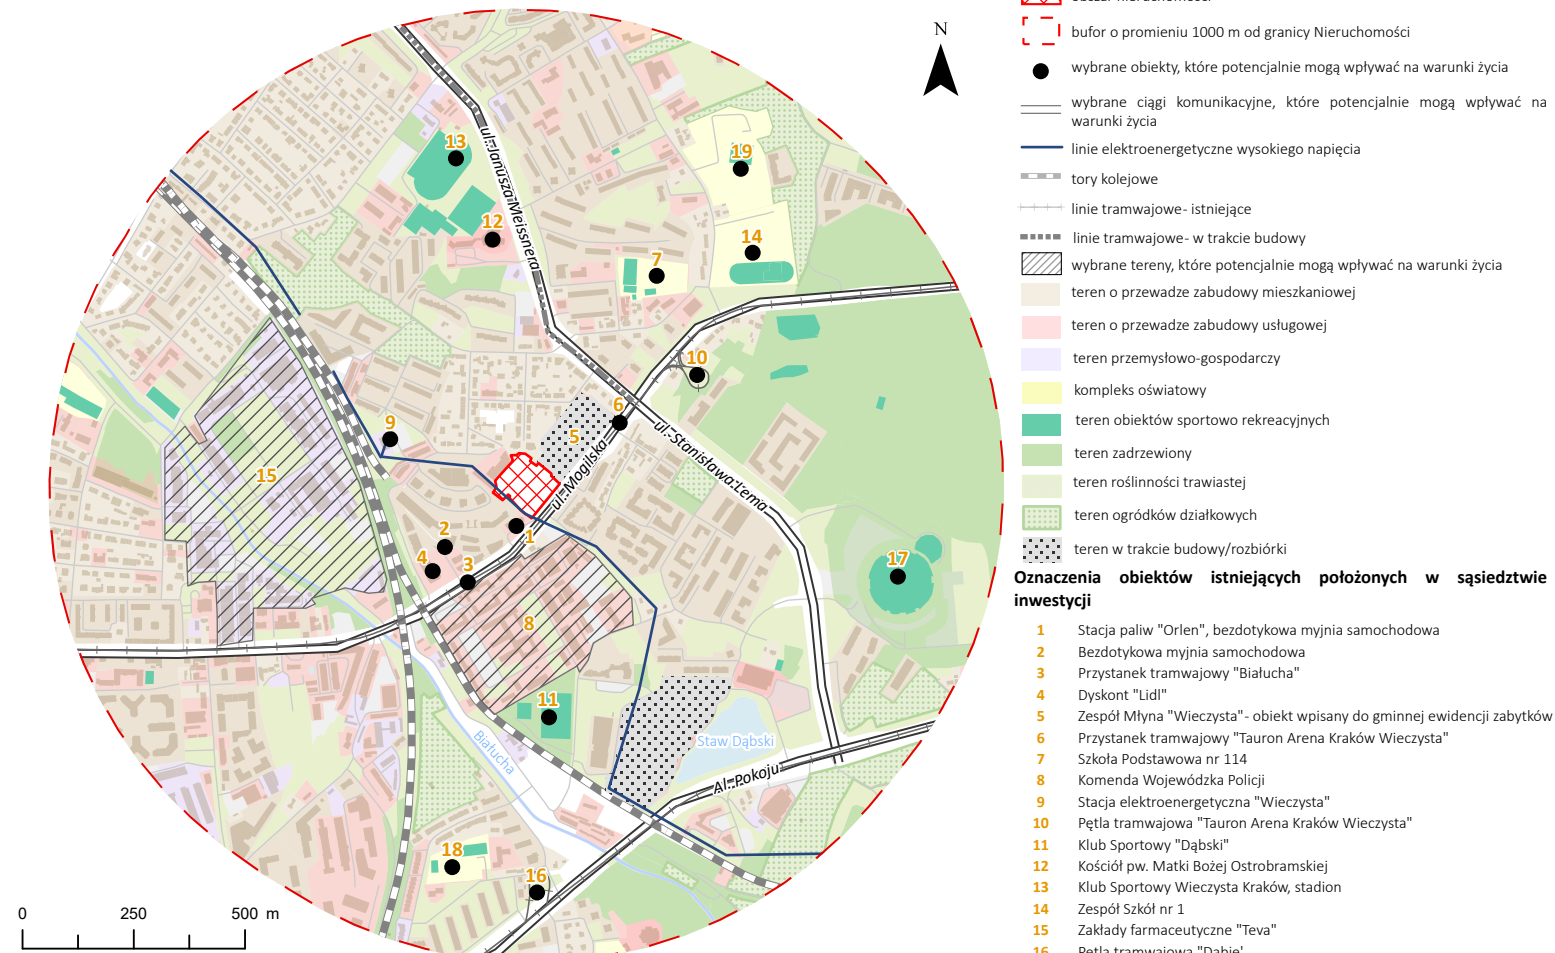 N
ul. Janusza Meissnera
13
12
19
14
7
10
6
5
ul. Mogilska
ul. Stanisława Lema
9
15
2
1
4
3
8
17
11
Staw Dąbski
Białucha
Al. Pokoju
18
16
0 250 500 m
bufor o promieniu 1000 m od granicy Nieruchomości
wybrane obiekty, które potencjalnie mogą wpływać na warunki życia
wybrane ciągi komunikacyjne, które potencjalnie mogą wpływać na
warunki życia
linie elektroenergetyczne wysokiego napięcia
tory kolejowe
linie tramwajowe- istniejące
linie tramwajowe- w trakcie budowy
wybrane tereny, które potencjalnie mogą wpływać na warunki życia
teren o przewadze zabudowy mieszkaniowej
teren o przewadze zabudowy usługowej
teren przemysłowo-gospodarczy
kompleks oświatowy
teren obiektów sportowo rekreacyjnych
teren zadrzewiony
teren roślinności trawiastej
teren ogródków działkowych
teren w trakcie budowy/rozbiórki
Oznaczenia obiektów istniejących położonych w sąsiedztwie
inwestycji
1 Stacja paliw "Orlen", bezdotykowa myjnia samochodowa
2 Bezdotykowa myjnia samochodowa
3 Przystanek tramwajowy "Białucha"
4 Dyskont "Lidl"
5 Zespół Młyna "Wieczysta"- obiekt wpisany do gminnej ewidencji zabytków
6 Przystanek tramwajowy "Tauron Arena Kraków Wieczysta"
7 Szkoła Podstawowa nr 114
8 Komenda Wojewódzka Policji
9 Stacja elektroenergetyczna "Wieczysta"
10 Pętla tramwajowa "Tauron Arena Kraków Wieczysta"
11 Klub Sportowy "Dąbski"
12 Kościół pw. Matki Bożej Ostrobramskiej
13 Klub Sportowy Wieczysta Kraków, stadion
14 Zespół Szkół nr 1
15 Zakłady farmaceutyczne "Teva"
16 Pętla tramwajowa "Dąbie'